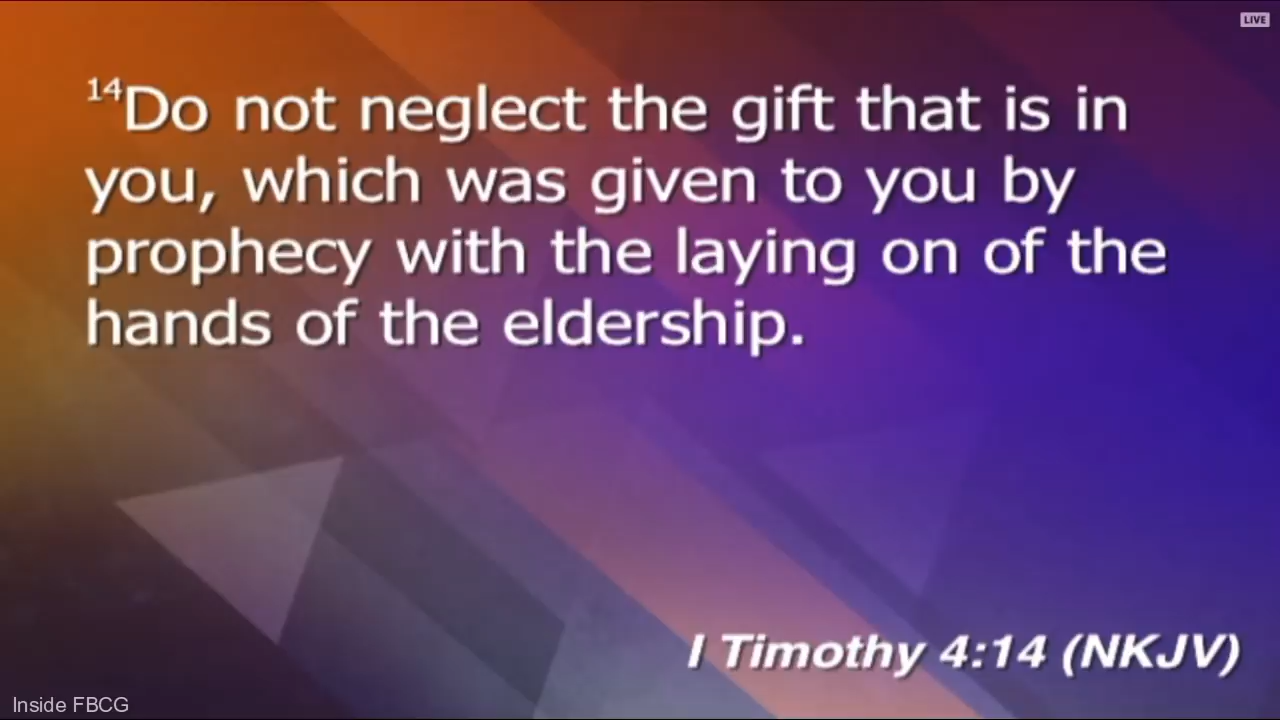 LIVE
14Do not neglect the gift that is in
you, which was given to you by
prophecy with the laying on of the
hands of the eldership.
I Timothy 4:14 (NKJV)
Inside FBCG